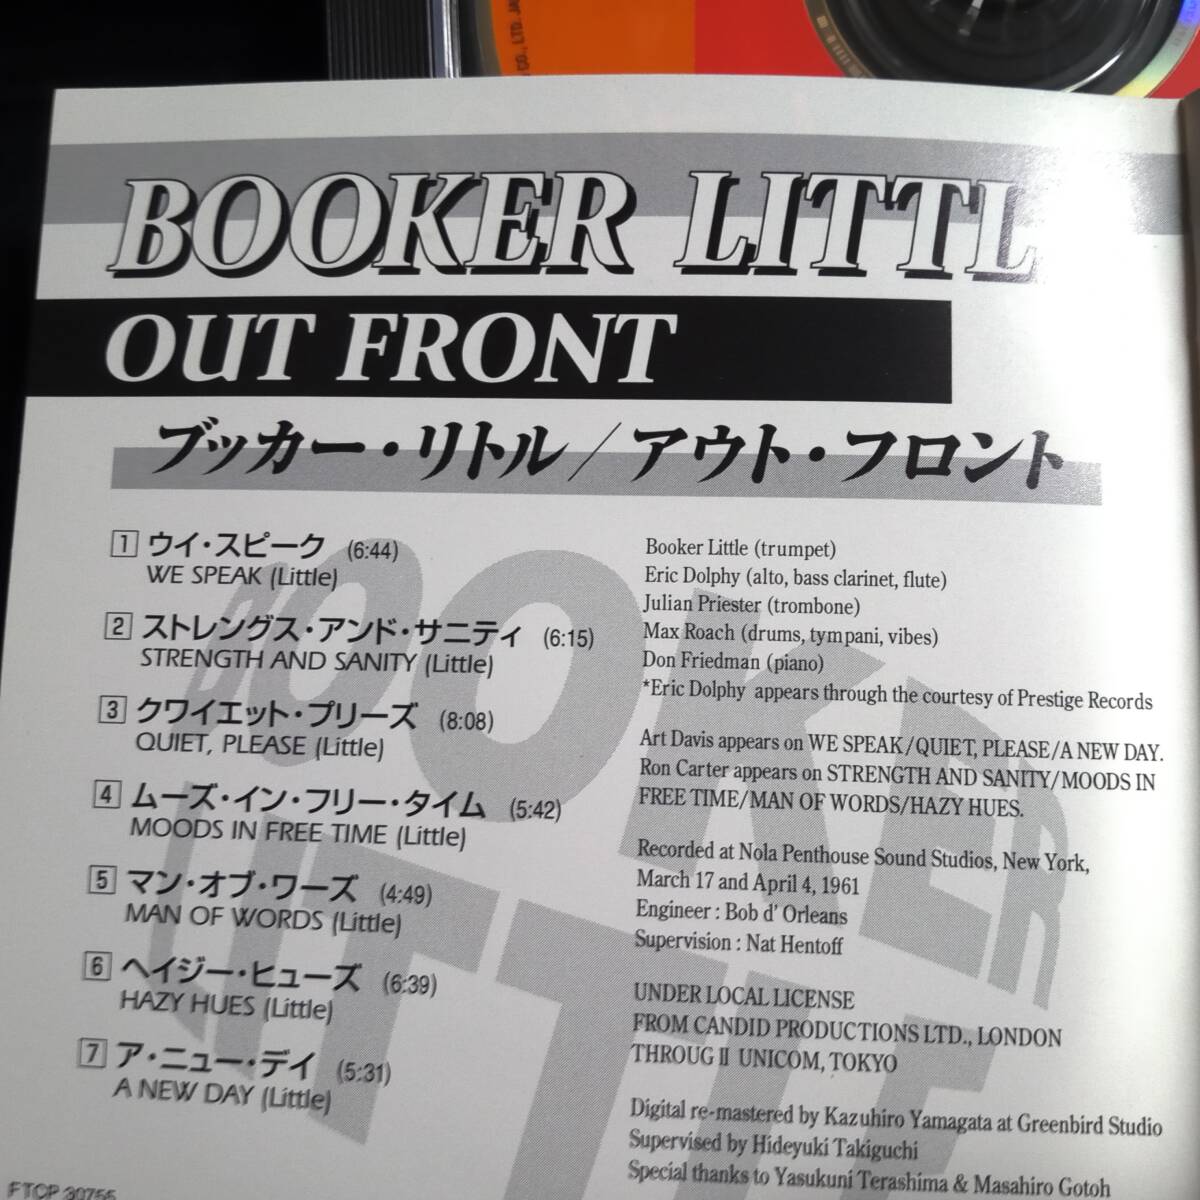 CO., LTD. JA
BOOKER LITTL
OUT FRONT
ブッカー・リトル/アウト・フロント
1 ウイ・スピーク (6:44)
WE SPEAK (Little)
2 ストレングス・アンド・サニティ (6:15)
STRENGTH AND SANITY (Little)
3 クワイエット・プリーズ (8:08)
QUIET, PLEASE (Little)
4 ムーズ・イン・フリー・タイム (5:42)
MOODS IN FREE TIME (Little)
5 マン・オブ・ワーズ (4:49)
MAN OF WORDS (Little)
6 ヘイジー・ヒューズ (6:39)
HAZY HUES (Little)
7 ア・ニュー・デイ (5:31)
A NEW DAY (Little)
Booker Little (trumpet)
Eric Dolphy (alto, bass clarinet, flute)
Julian Priester (trombone)
Max Roach (drums, tympani, vibes)
Don Friedman (piano)
*Eric Dolphy appears through the courtesy of Prestige Records
Art Davis appears on WE SPEAK/QUIET, PLEASE/A NEW DAY.
Ron Carter appears on STRENGTH AND SANITY/MOODS IN
FREE TIME/MAN OF WORDS/HAZY HUES.
Recorded at Nola Penthouse Sound Studios, New York,
March 17 and April 4, 1961
Engineer : Bob d' Orleans
Supervision : Nat Hentoff
UNDER LOCAL LICENSE
FROM CANDID PRODUCTIONS LTD., LONDON
THROUG II UNICOM, TOKYO
Digital re-mastered by Kazuhiro Yamagata at Greenbird Studio
Supervised by Hideyuki Takiguchi
Special thanks to Yasukuni Terashima & Masahiro Gotoh
FTCP 30755
BOOKER
LITTLE